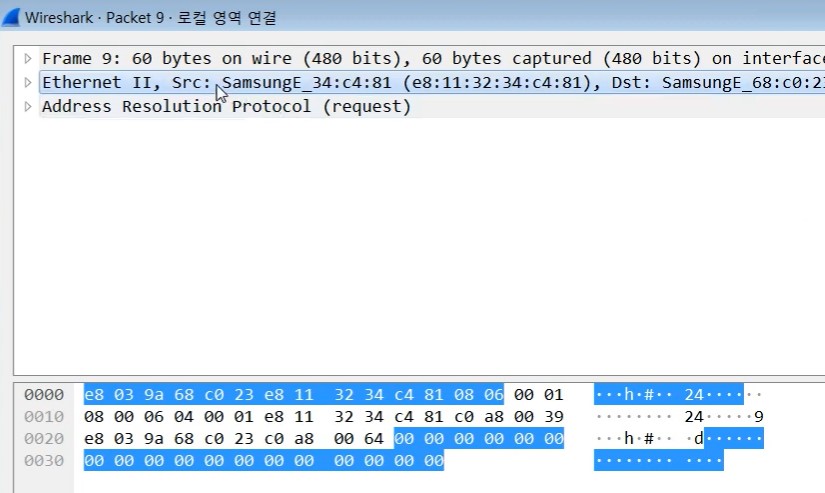 Wireshark · Packet 9 · 로컬 영역 연결
Frame 9: 60 bytes on wire (480 bits), 60 bytes captured (480 bits) on interface
Ethernet II, Src: SamsungE_34:c4:81 (e8:11:32:34:c4:81), Dst: SamsungE_68:c0:23
Address Resolution Protocol (request)
0000 e8 03 9a 68 c0 23 e8 11 32 34 c4 81 08 06 00 01 ···h·#·· 24······
0010 08 00 06 04 00 01 e8 11 32 34 c4 81 c0 a8 00 39 ········ 24·····9
0020 e8 03 9a 68 c0 23 c0 a8 00 64 00 00 00 00 00 00 ···h·#·· ·d······
0030 00 00 00 00 00 00 00 00 00 00 00 00 ········ ····